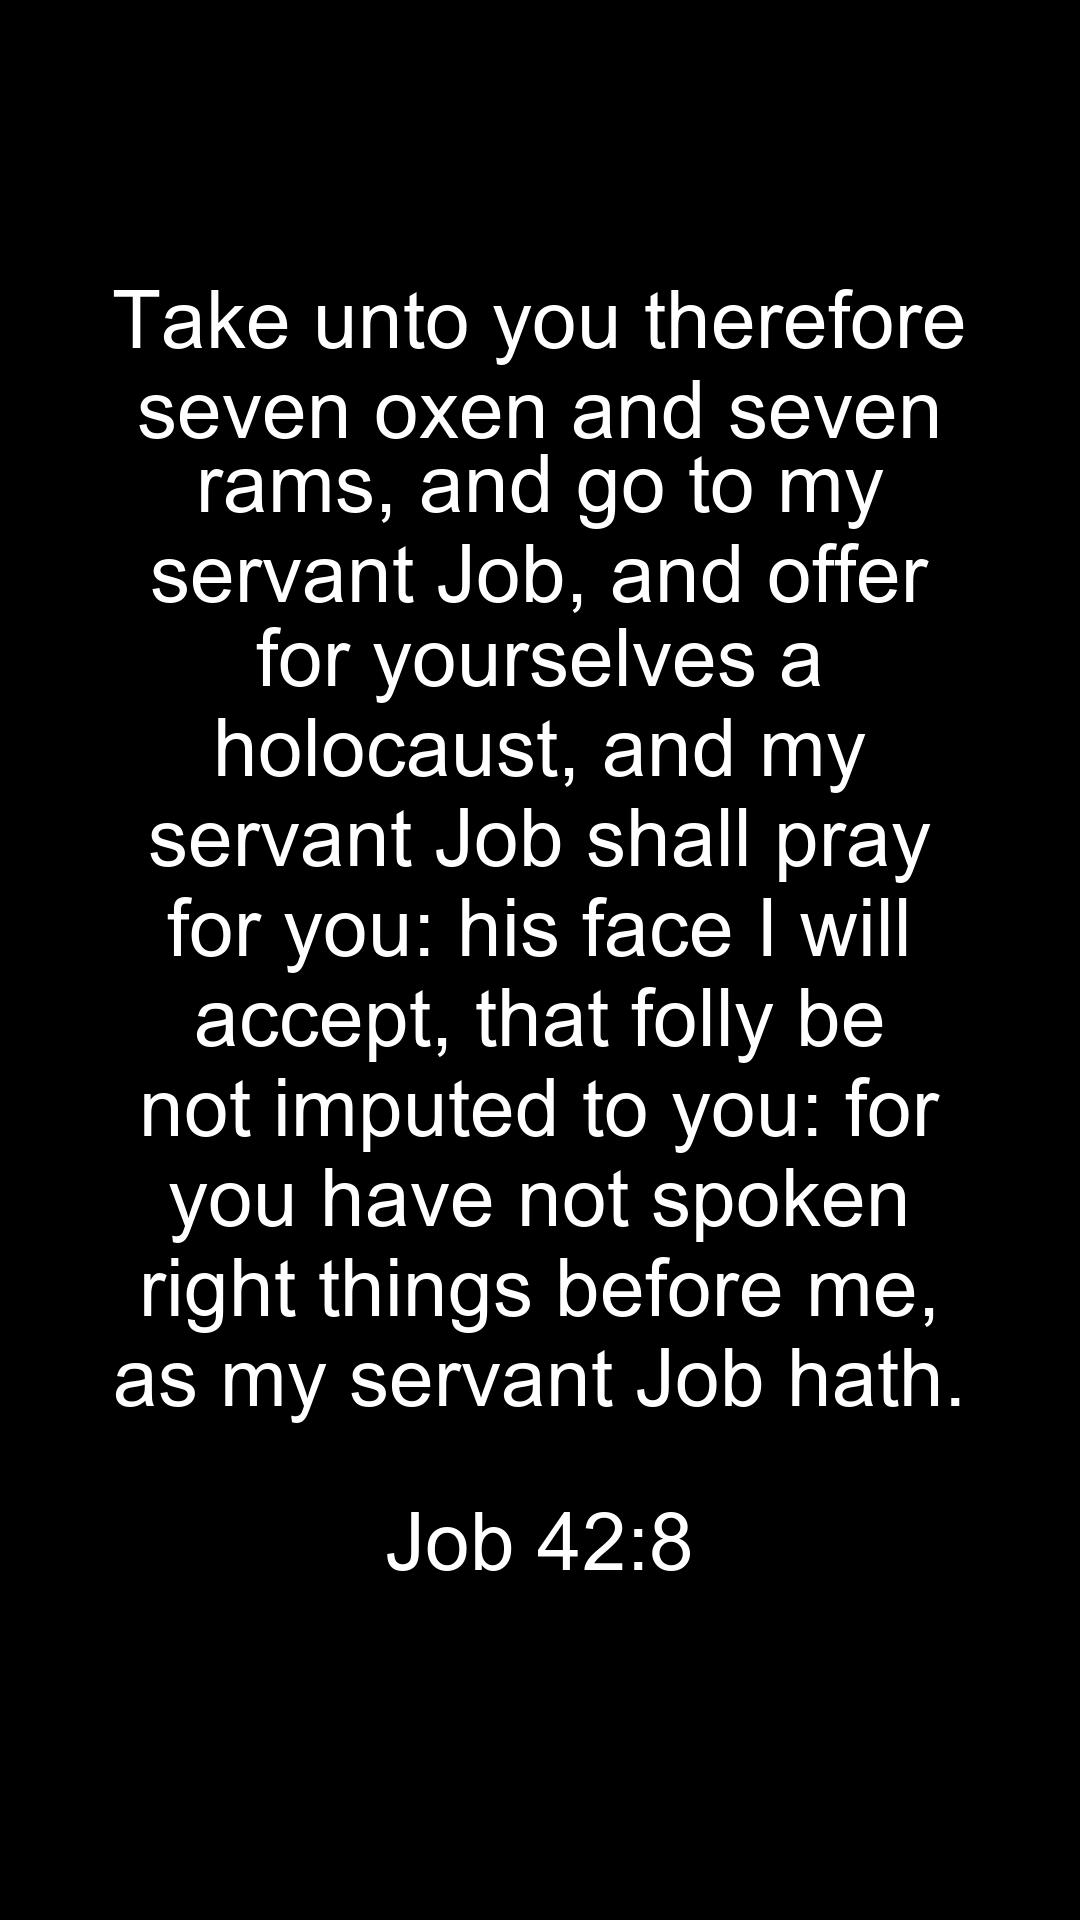 Take unto you therefore
seven oxen and seven
rams, and go to my
servant Job, and offer
for yourselves a
holocaust, and my
servant Job shall pray
for you: his face I will
accept, that folly be
not imputed to you: for
you have not spoken
right things before me,
as my servant Job hath.
Job 42:8